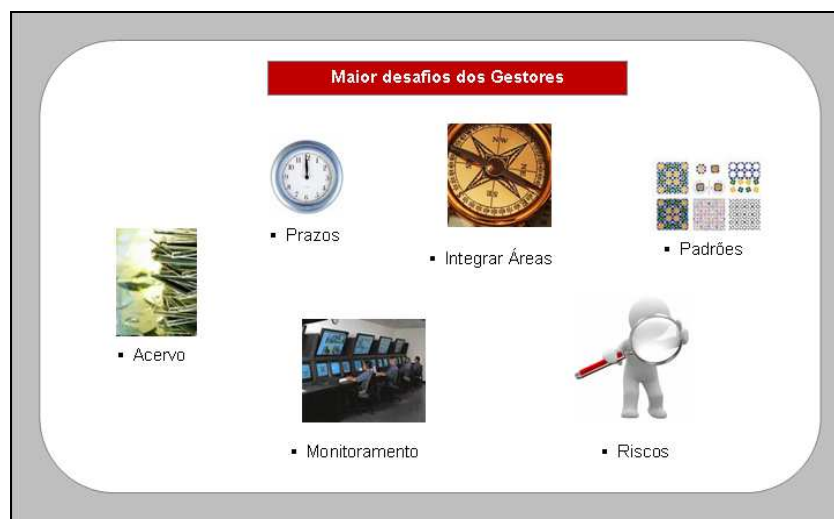 Maior desafios dos Gestores
▪ Prazos
▪ Integrar Áreas
▪ Padrões
▪ Acervo
▪ Monitoramento
▪ Riscos